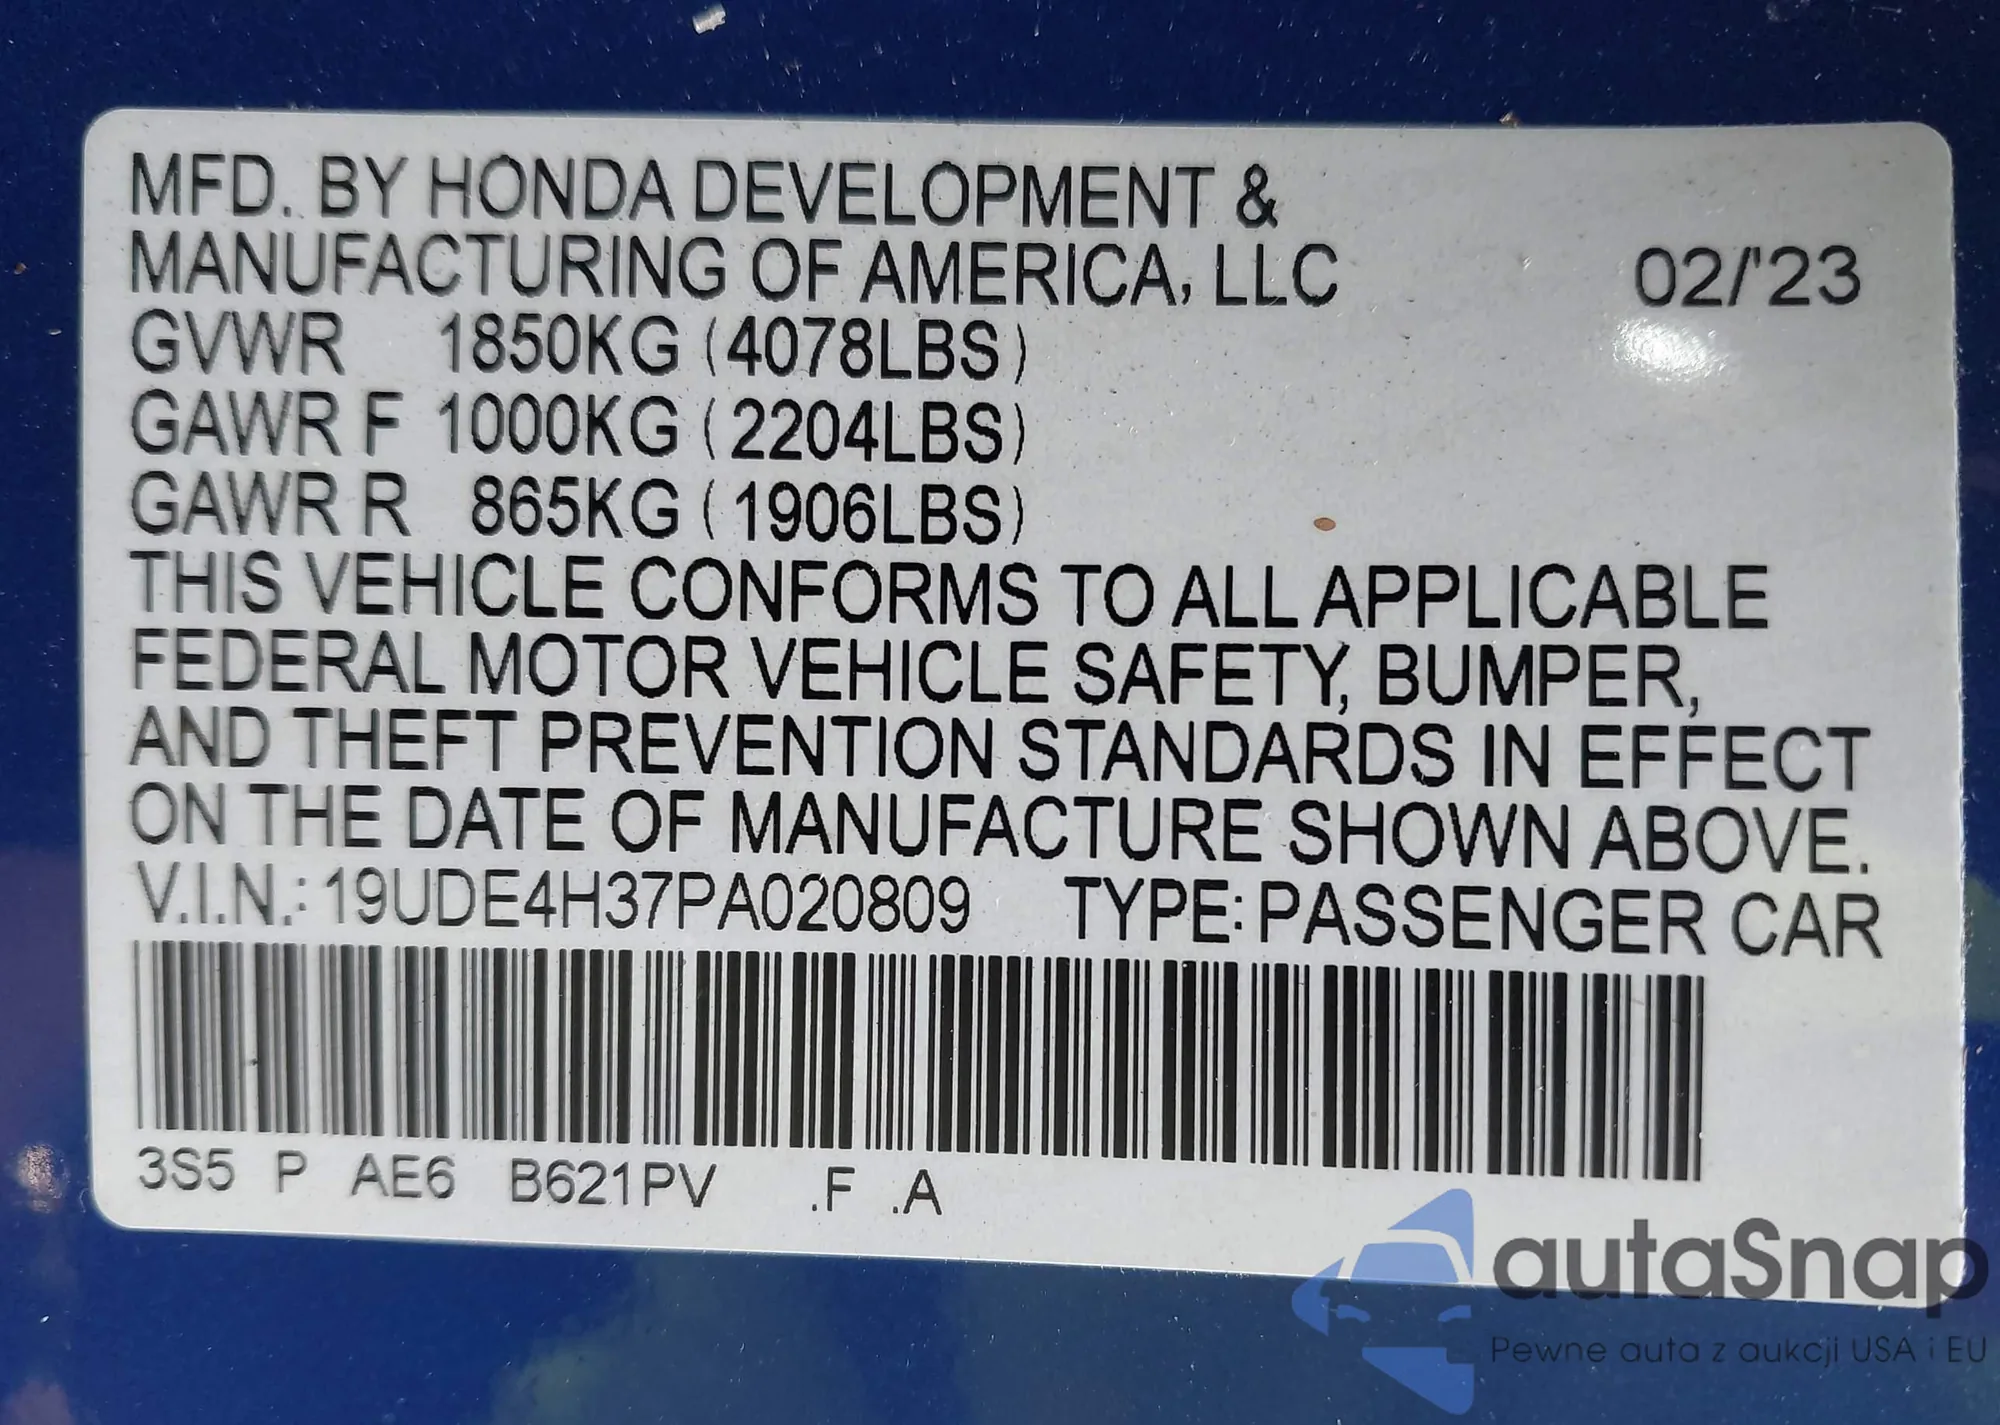 MFD. BY HONDA DEVELOPMENT &
MANUFACTURING OF AMERICA, LLC 02/'23
GVWR 1850KG (4078LBS)
GAWR F 1000KG (2204LBS)
GAWR R 865KG (1906LBS)
THIS VEHICLE CONFORMS TO ALL APPLICABLE
FEDERAL MOTOR VEHICLE SAFETY, BUMPER,
AND THEFT PREVENTION STANDARDS IN EFFECT
ON THE DATE OF MANUFACTURE SHOWN ABOVE.
V.I.N.: 19UDE4H37PA020809 TYPE: PASSENGER CAR
3S5 P AE6 B621PV .F .A
autaSnap
Pewne auta z aukcji USA i EU